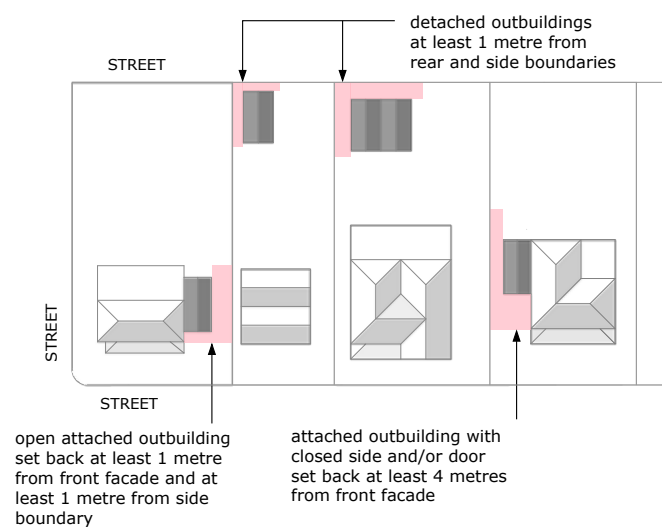 detached outbuildings
at least 1 metre from
rear and side boundaries
STREET
STREET
STREET
open attached outbuilding
set back at least 1 metre
from front facade and at
least 1 metre from side
boundary
attached outbuilding with
closed side and/or door
set back at least 4 metres
from front facade